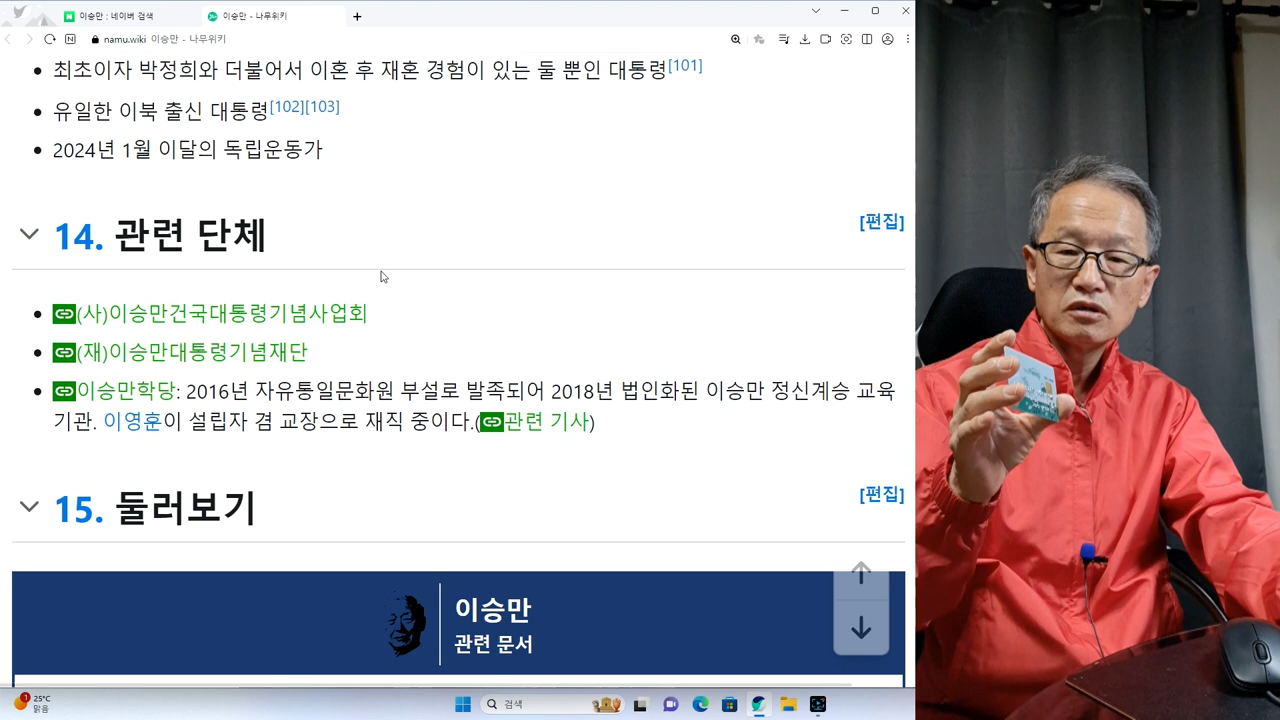 이승만 : 네이버 검색
이승만 - 나무위키
namu.wiki 이승만 - 나무위키
최초이자 박정희와 더불어서 이혼 후 재혼 경험이 있는 둘 뿐인 대통령[101]
유일한 이북 출신 대통령[102][103]
2024년 1월 이달의 독립운동가
14. 관련 단체
[편집]
(사)이승만건국대통령기념사업회
(재)이승만대통령기념재단
이승만학당: 2016년 자유통일문화원 부설로 발족되어 2018년 법인화된 이승만 정신계승 교육
기관. 이영훈이 설립자 겸 교장으로 재직 중이다.(관련 기사)
15. 둘러보기
[편집]
이승만
관련 문서
1
25°C
맑음
검색